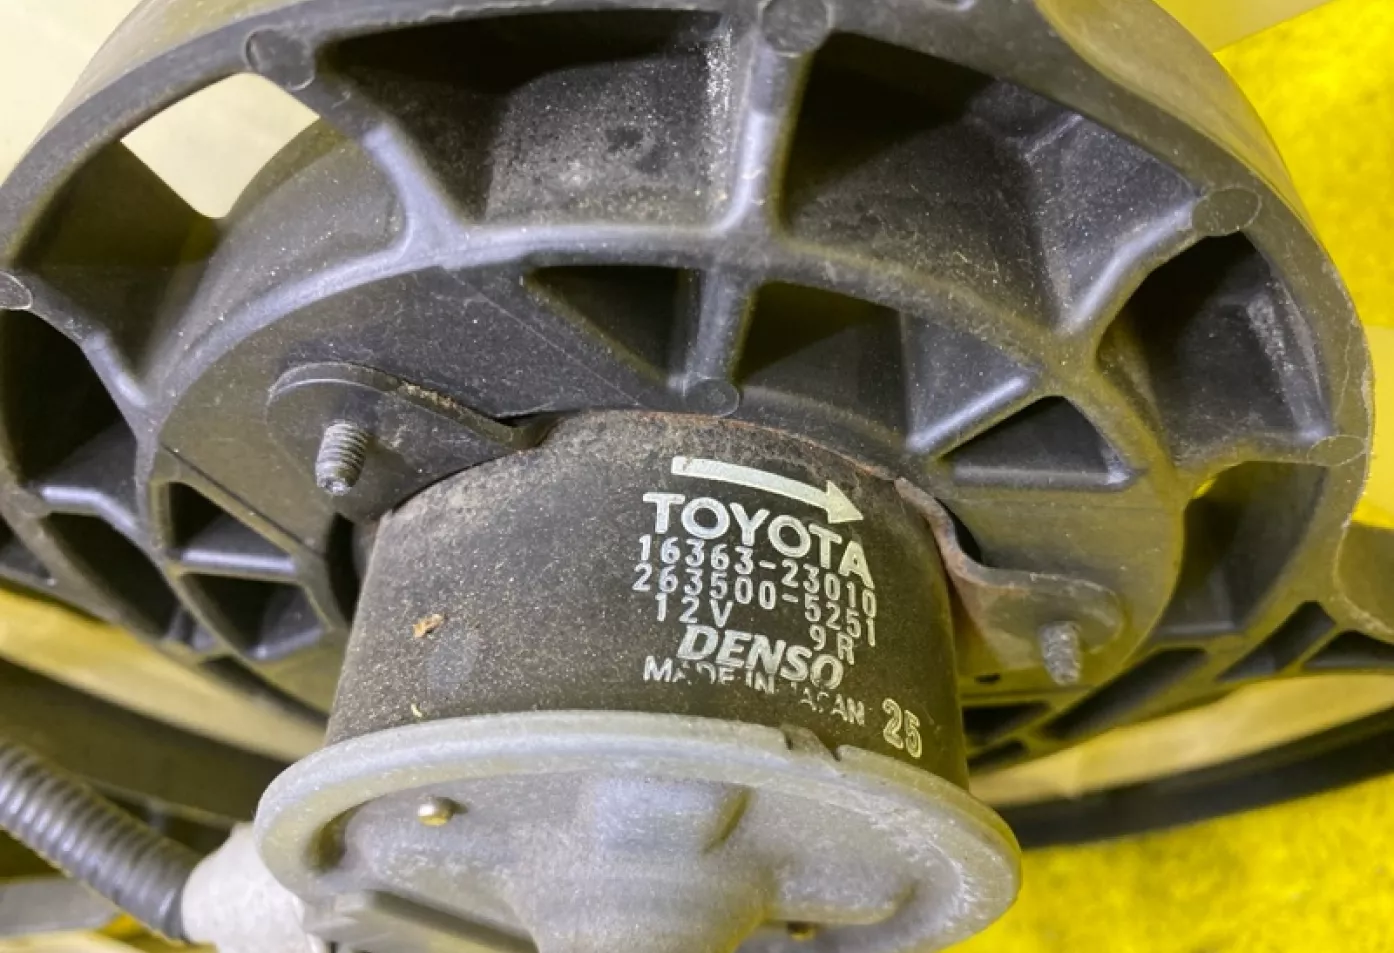 TOYOTA
16363-23010
263500-5251
12V 9R
DENSO
MADE IN JAPAN 25